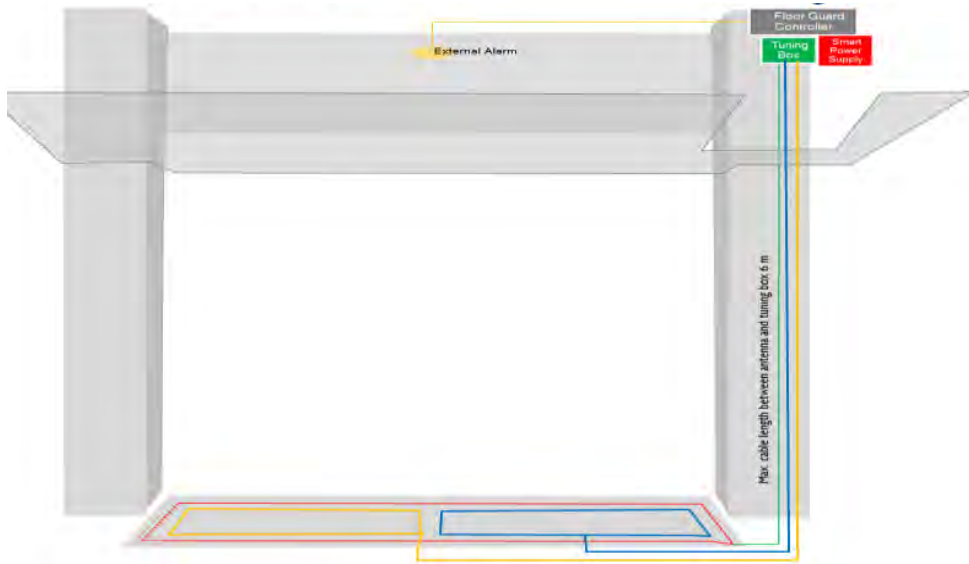 Floor Guard
Controller
External Alarm
Tuning
Box
Smart
Power
Supply
Max. cable length between antenna and tuning box 6 m